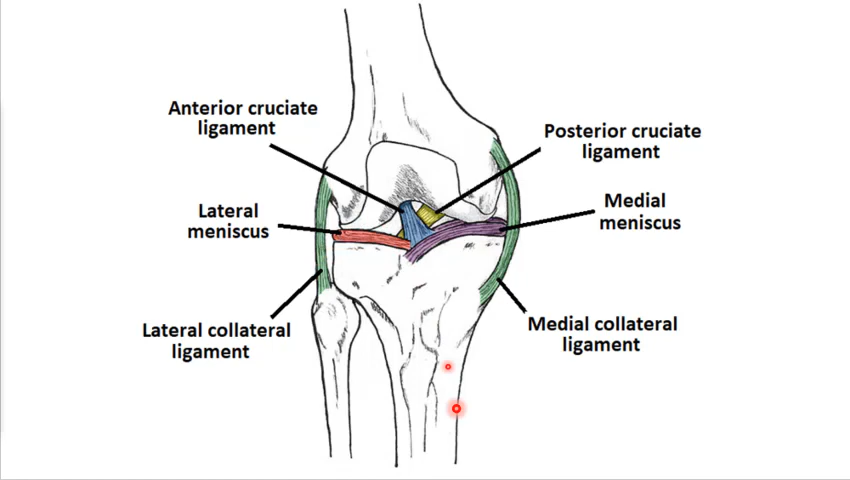 Anterior cruciate
ligament
Posterior cruciate
ligament
Lateral
meniscus
Medial
meniscus
Lateral collateral
ligament
Medial collateral
ligament